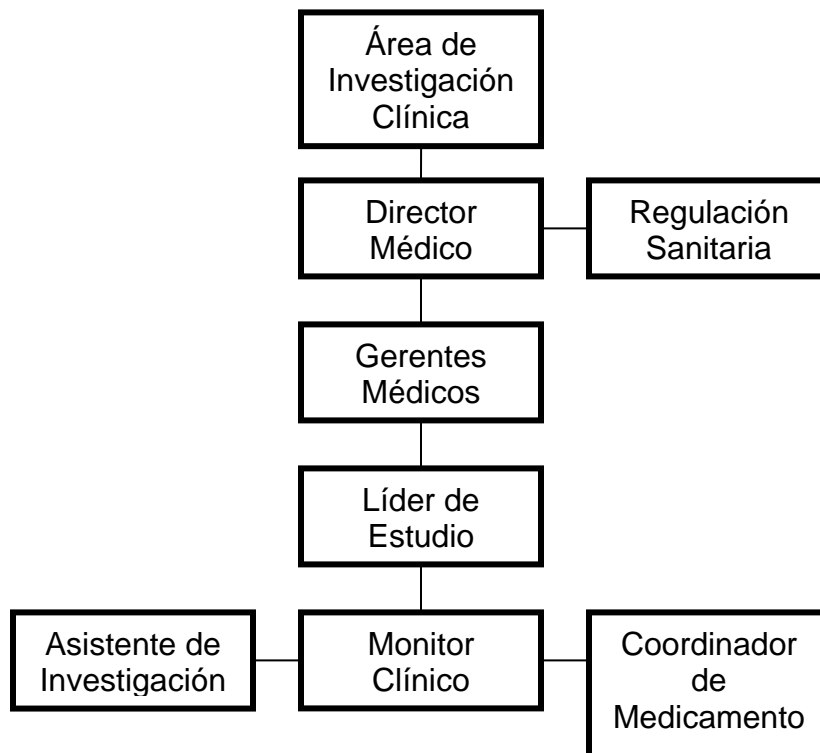 Área de
Investigación
Clínica
Director
Médico
Regulación
Sanitaria
Gerentes
Médicos
Líder de
Estudio
Asistente de
Investigación
Monitor
Clínico
Coordinador
de
Medicamento